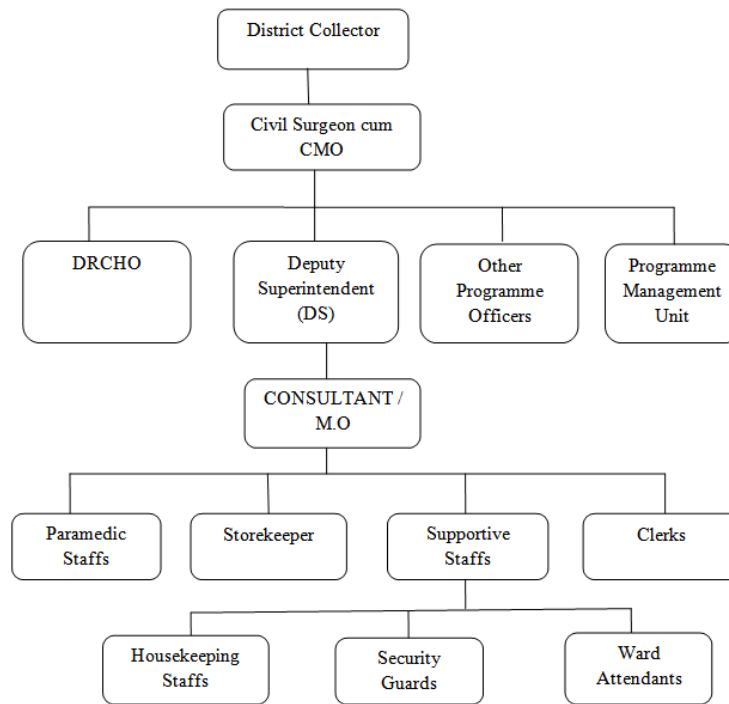 District Collector
Civil Surgeon cum
CMO
DRCHO
Deputy
Superintendent
(DS)
Other
Programme
Officers
Programme
Management
Unit
CONSULTANT /
M.O
Paramedic
Staffs
Storekeeper
Supportive
Staffs
Clerks
Housekeeping
Staffs
Security
Guards
Ward
Attendants